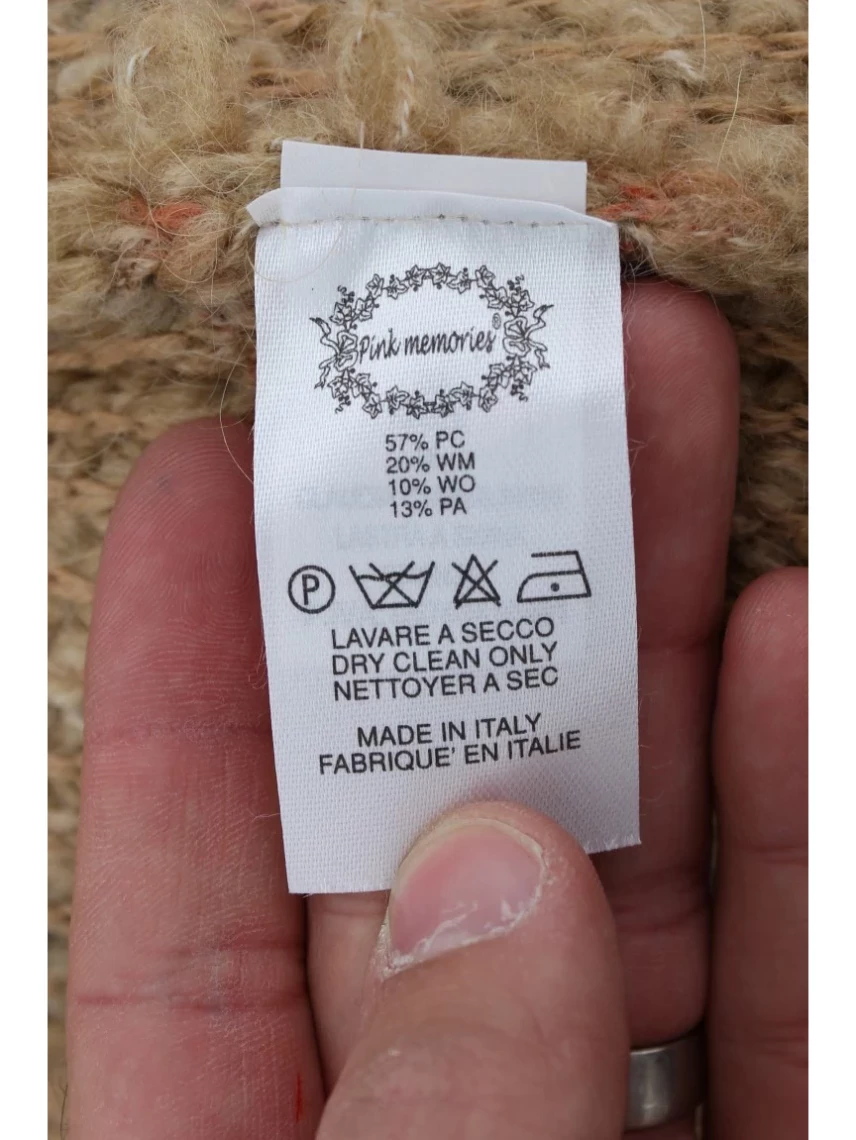 Pink memories®
57% PC
20% WM
10% WO
13% PA
P
LAVARE A SECCO
DRY CLEAN ONLY
NETTOYER A SEC
MADE IN ITALY
FABRIQUE' EN ITALIE